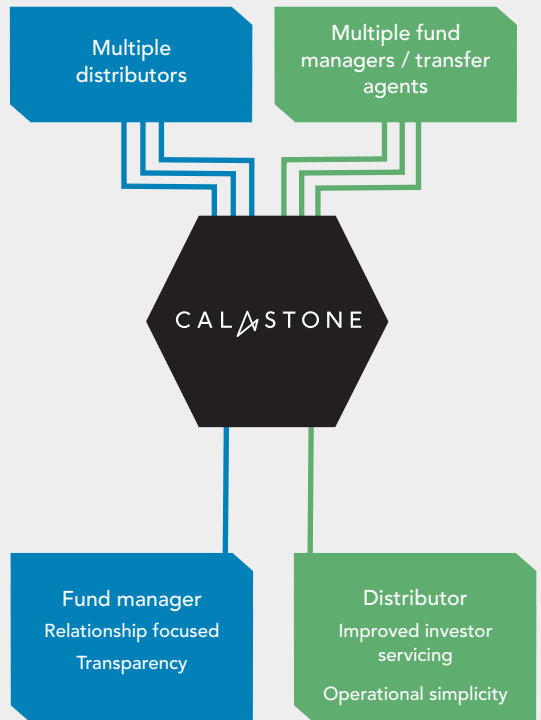 Multiple
distributors
Multiple fund
managers / transfer
agents
CALASTONE
Fund manager
Relationship focused
Transparency
Distributor
Improved investor
servicing
Operational simplicity